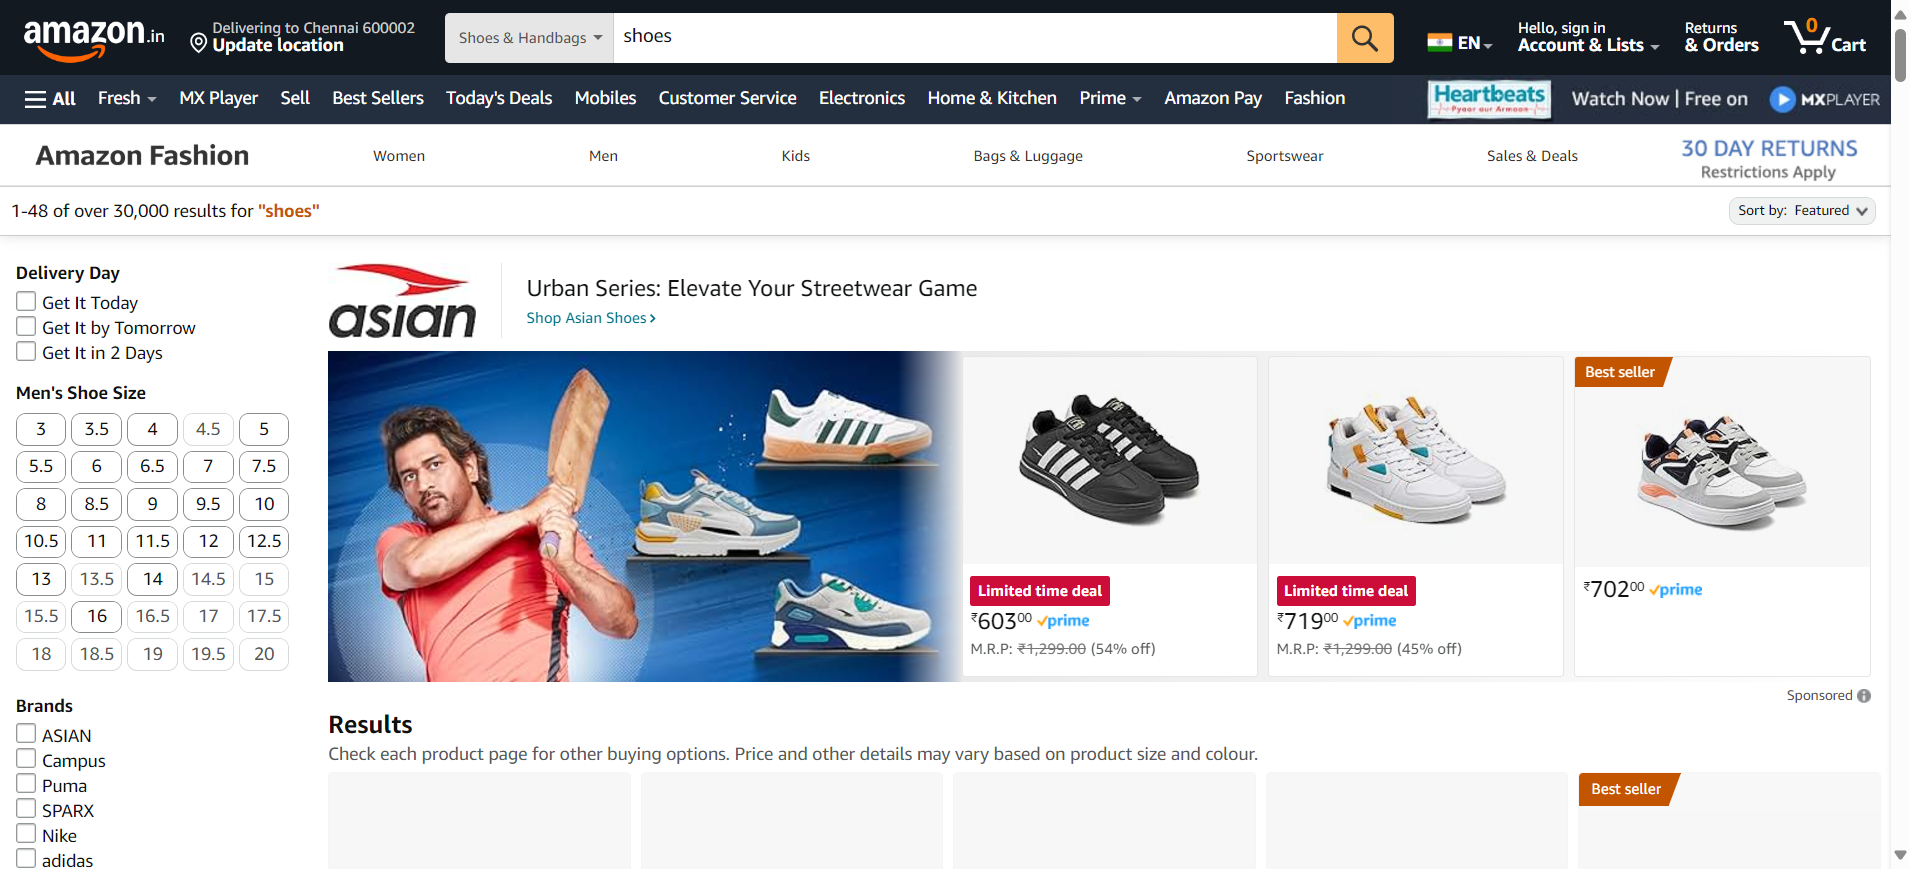 amazon.in
Delivering to Chennai 600002
Update location
Shoes & Handbags
shoes
EN
Hello, sign in
Account & Lists
Returns
& Orders
0
Cart
All
Fresh
MX Player
Sell
Best Sellers
Today's Deals
Mobiles
Customer Service
Electronics
Home & Kitchen
Prime
Amazon Pay
Fashion
Heartbeats
Pyaar aur Armaan
Watch Now | Free on
MXPLAYER
Amazon Fashion
Women
Men
Kids
Bags & Luggage
Sportswear
Sales & Deals
30 DAY RETURNS
Restrictions Apply
1-48 of over 30,000 results for "shoes"
Sort by: Featured
Delivery Day
Get It Today
Get It by Tomorrow
Get It in 2 Days
Men's Shoe Size
3 3.5 4 4.5 5
5.5 6 6.5 7 7.5
8 8.5 9 9.5 10
10.5 11 11.5 12 12.5
13 13.5 14 14.5 15
15.5 16 16.5 17 17.5
18 18.5 19 19.5 20
Brands
ASIAN
Campus
Puma
SPARX
Nike
adidas
asian
Urban Series: Elevate Your Streetwear Game
Shop Asian Shoes ›
Limited time deal
₹603.00 prime
M.R.P: ₹1,299.00 (54% off)
Limited time deal
₹719.00 prime
M.R.P: ₹1,299.00 (45% off)
Best seller
₹702.00 prime
Sponsored
Results
Check each product page for other buying options. Price and other details may vary based on product size and colour.
Best seller